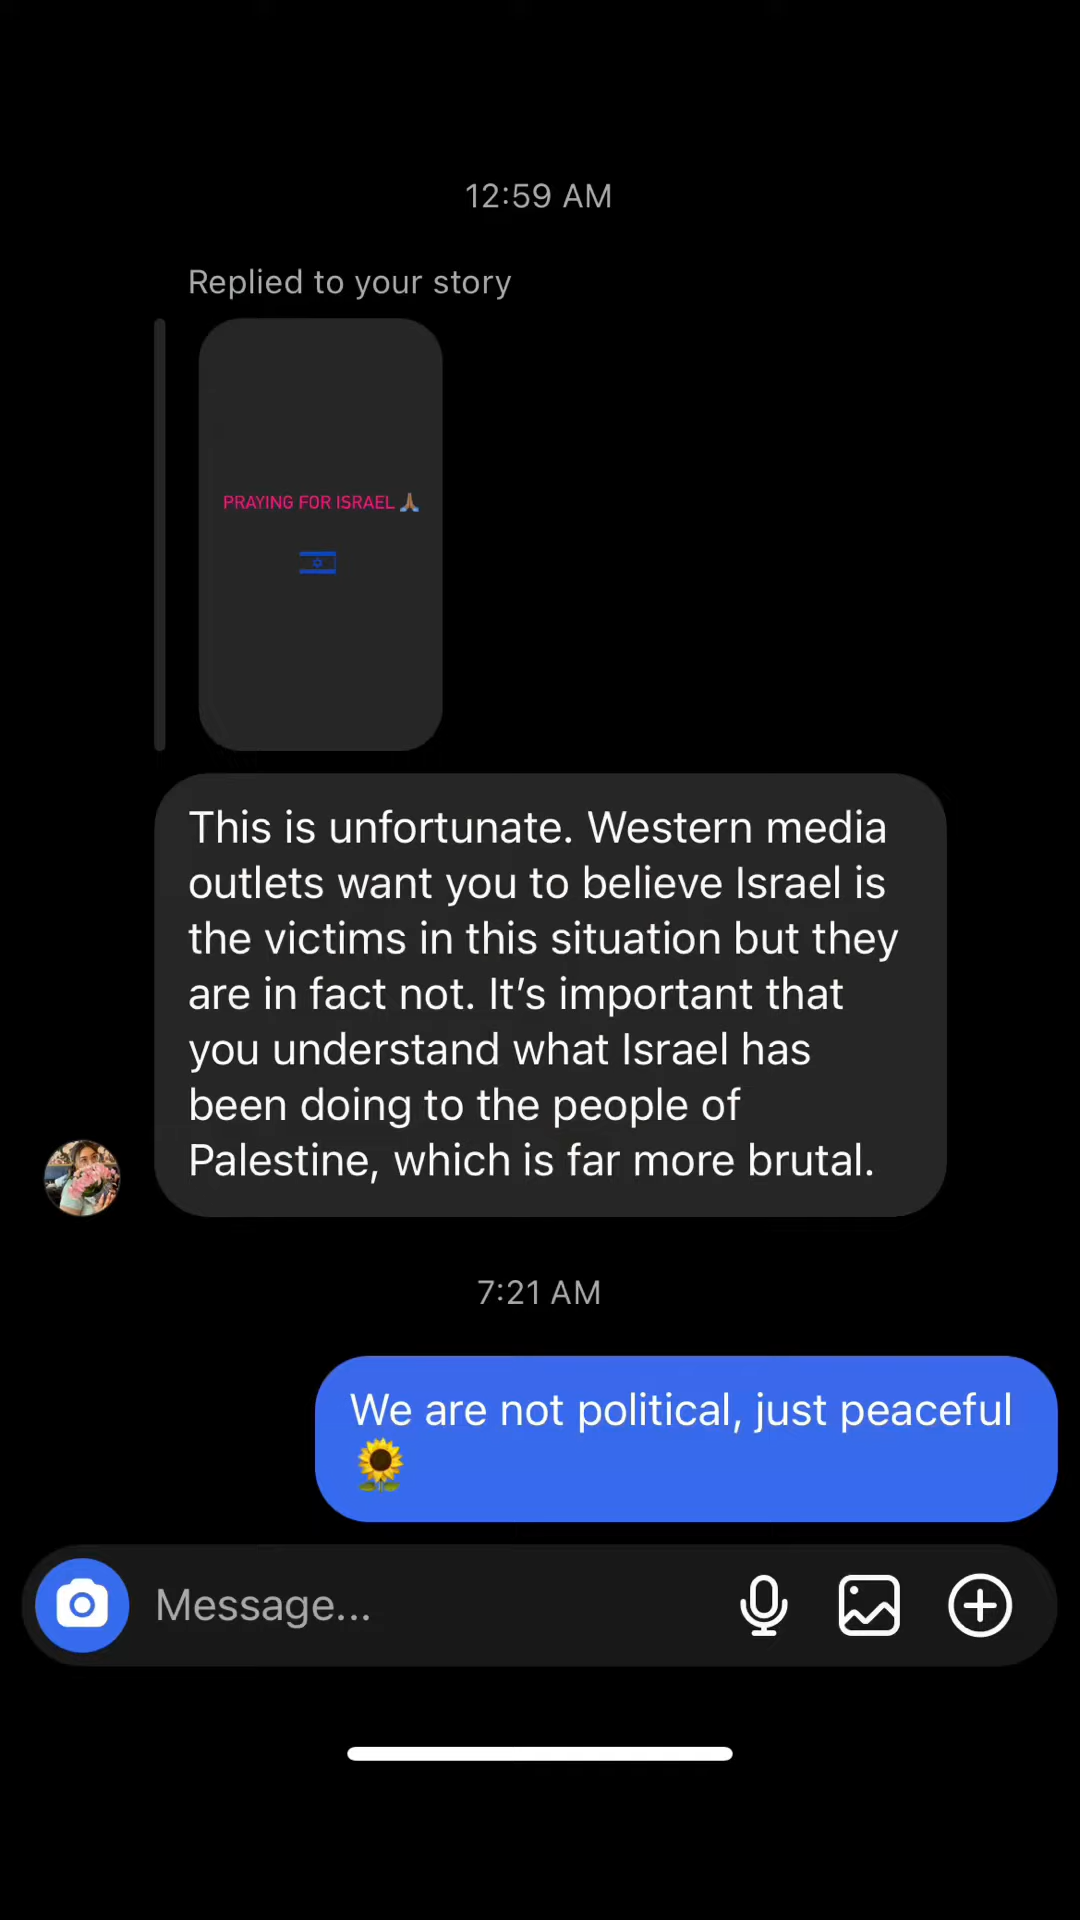 12:59 AM
Replied to your story
PRAYING FOR ISRAEL 🙏🏾
🇮🇱
This is unfortunate. Western media
outlets want you to believe Israel is
the victims in this situation but they
are in fact not. It’s important that
you understand what Israel has
been doing to the people of
Palestine, which is far more brutal.
7:21 AM
We are not political, just peaceful
🌻
Message...